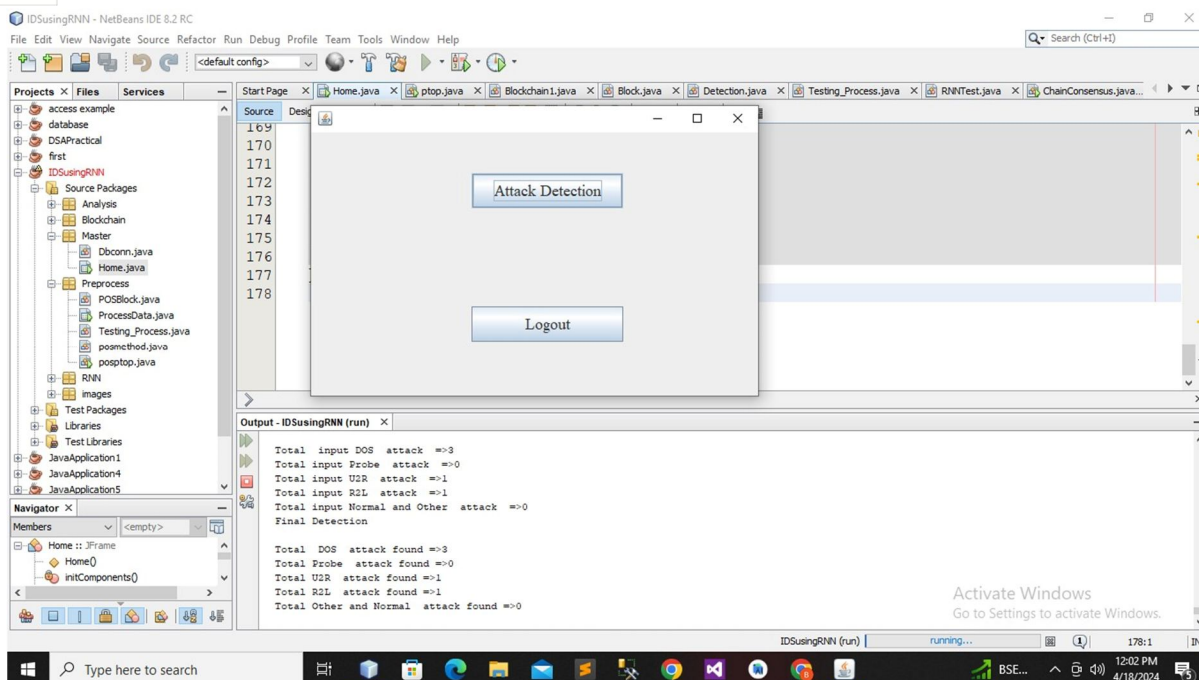 IDSusingRNN - NetBeans IDE 8.2 RC
File Edit View Navigate Source Refactor Run Debug Profile Team Tools Window Help
Search (Ctrl+I)
<default config>
Projects Files Services
Start Page Home.java ptop.java Blockchain1.java Block.java Detection.java Testing_Process.java RNNTest.java ChainConsensus.java...
Source
access example
database
DSAPractical
first
IDSusingRNN
Source Packages
Analysis
Blockchain
Master
Dbconn.java
Home.java
Preprocess
POSBlock.java
ProcessData.java
Testing_Process.java
posmethod.java
posptop.java
RNN
images
Test Packages
Libraries
Test Libraries
JavaApplication1
JavaApplication4
JavaApplication5
169
170
171
172
173
174
175
176
177
178
Attack Detection
Logout
Navigator
Members <empty>
Home :: JFrame
Home()
initComponents()
Output - IDSusingRNN (run)
Total input DOS attack =>3
Total input Probe attack =>0
Total input U2R attack =>1
Total input R2L attack =>1
Total input Normal and Other attack =>0
Final Detection
Total DOS attack found =>3
Total Probe attack found =>0
Total U2R attack found =>1
Total R2L attack found =>1
Total Other and Normal attack found =>0
Activate Windows
Go to Settings to activate Windows.
IDSusingRNN (run) running... 178:1
Type here to search
BSE...
12:02 PM
4/18/2024